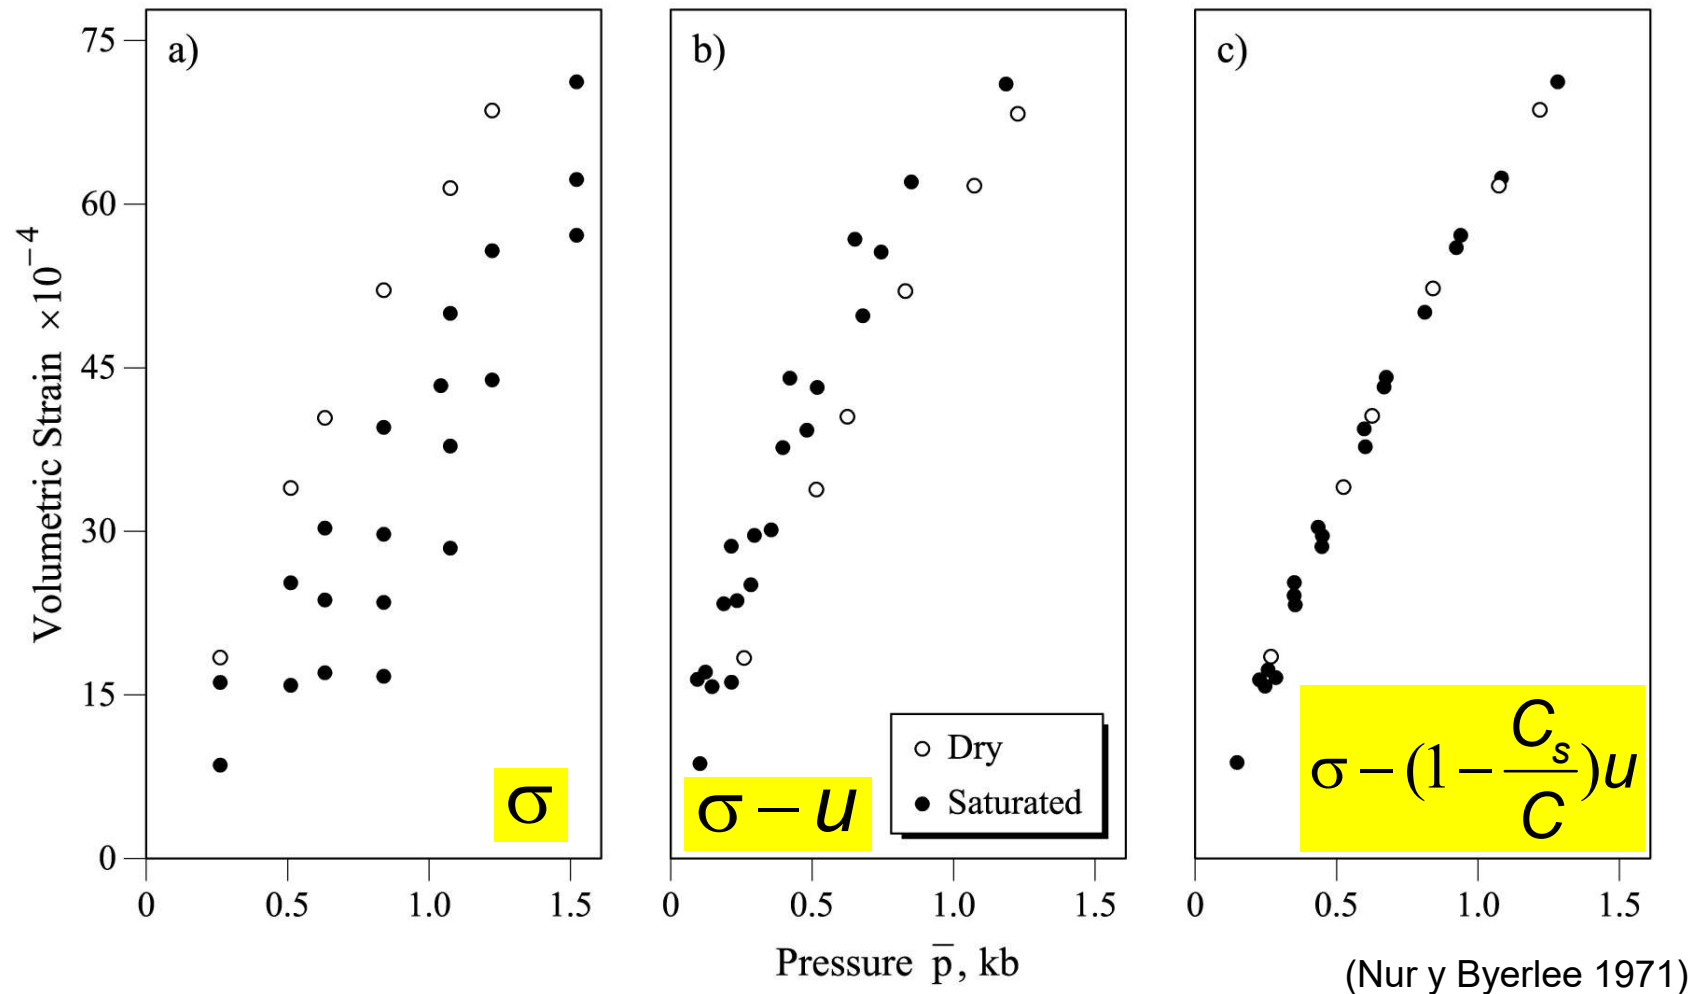 a)
b)
c)
Volumetric Strain ×10⁻⁴
75
60
45
30
15
0
σ
σ − u
Dry
Saturated
σ − (1 − C_s/C)u
0 0.5 1.0 1.5
0 0.5 1.0 1.5
0 0.5 1.0 1.5
Pressure p̅, kb
(Nur y Byerlee 1971)